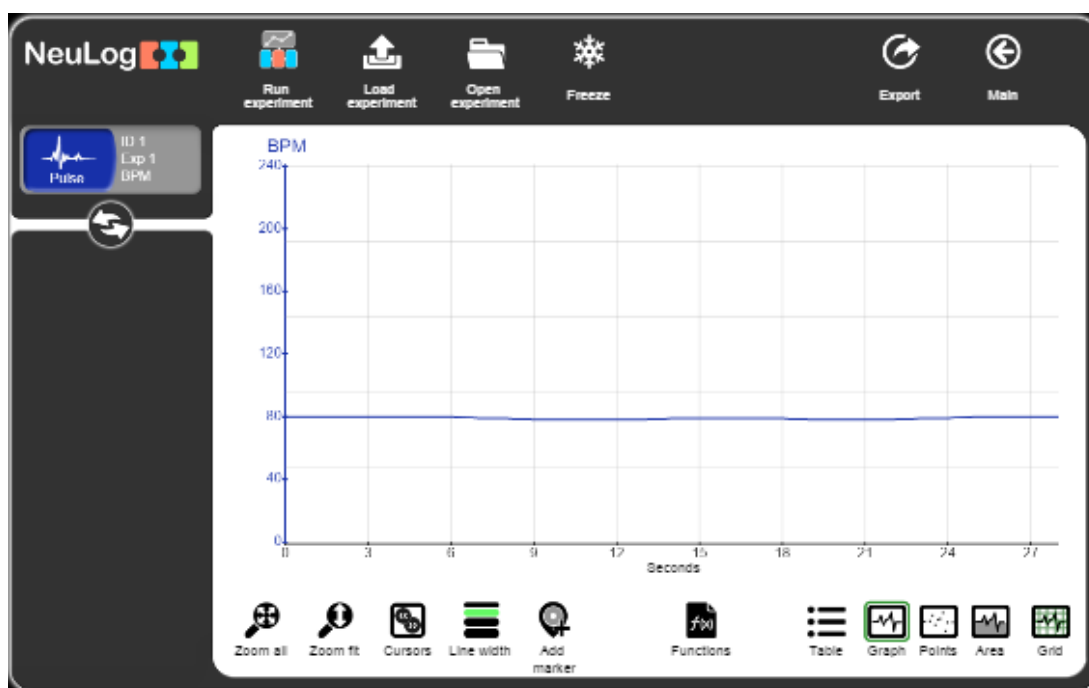 NeuLog
Run
experiment
Load
experiment
Open
experiment
Freeze
Export
Main
Pulse
ID 1
Exp 1
BPM
BPM
240
200
160
120
80
40
0
0 3 6 9 12 15 18 21 24 27
Seconds
Zoom all
Zoom fit
Cursors
Line width
Add
marker
f(x)
Functions
Table
Graph
Points
Area
Grid